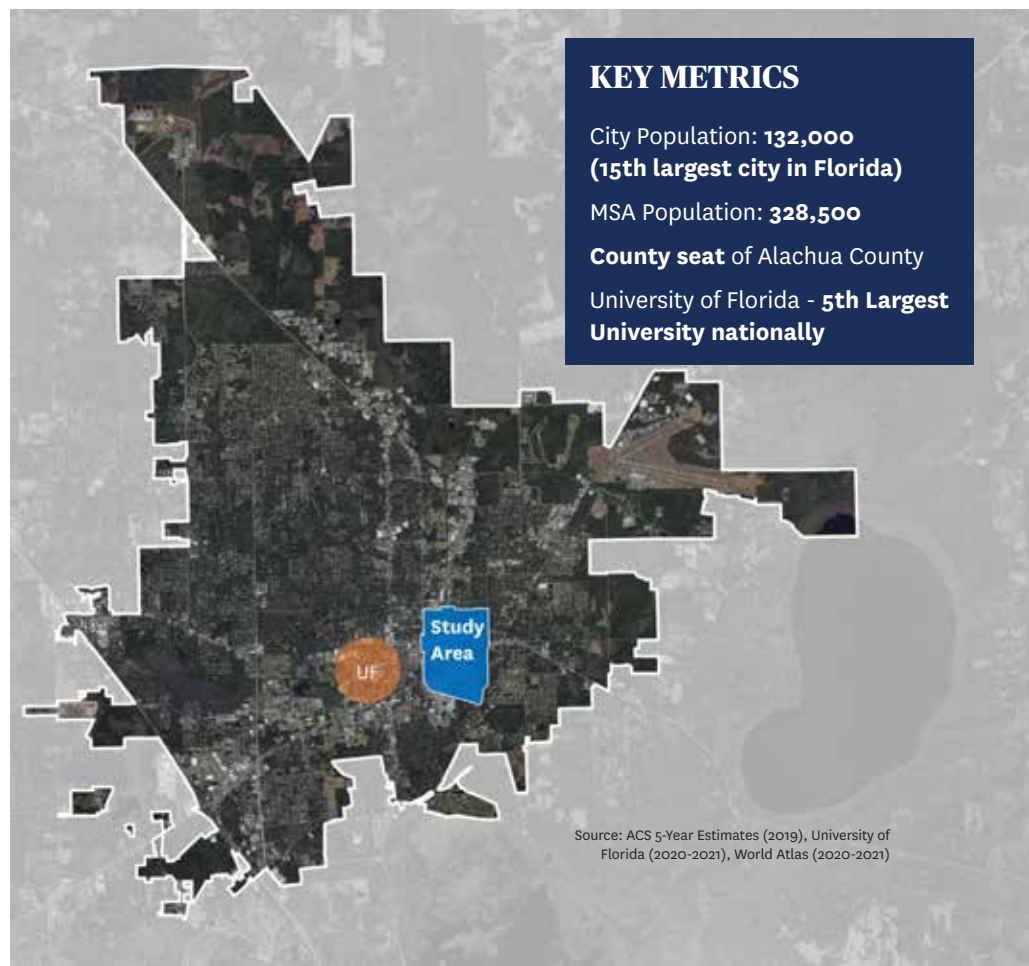 KEY METRICS
City Population: 132,000
(15th largest city in Florida)
MSA Population: 328,500
County seat of Alachua County
University of Florida - 5th Largest
University nationally
Study
Area
UF
Source: ACS 5-Year Estimates (2019), University of
Florida (2020-2021), World Atlas (2020-2021)